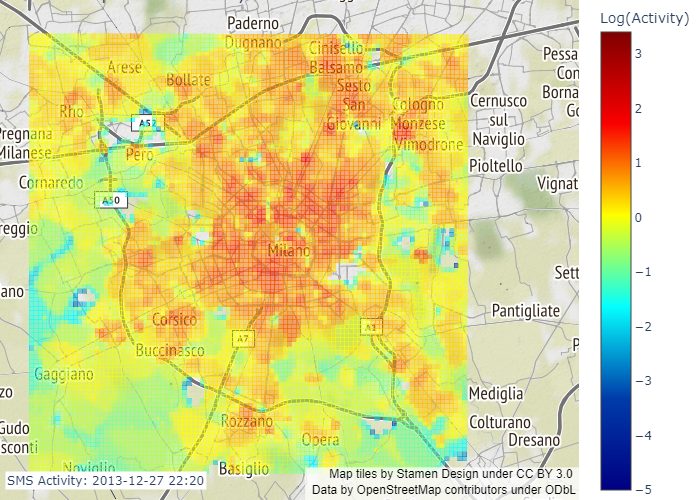 Log(Activity)
Paderno
Dugnano
Cinisello
Balsamo
Arese
Bollate
Sesto
San
Giovanni
Rho
Cologno
Monzese
Vimodrone
Cernusco
sul
Naviglio
Pessa
Con
Borna
Go
A52
Pregnana
Milanese
Pero
Pioltello
Cornaredo
Vignat
A50
reggio
Milano
Sett
ano
Pantigliate
Corsico
A1
A7
P
Buccinasco
Gaggiano
zo
Mediglia
Rozzano
Colturano
Gudo
sconti
Opera
Dresano
Noviglio
Basiglio
3
2
1
0
−1
−2
−3
−4
−5
SMS Activity: 2013-12-27 22:20
Map tiles by Stamen Design under CC BY 3.0
Data by OpenStreetMap contributors under ODbL